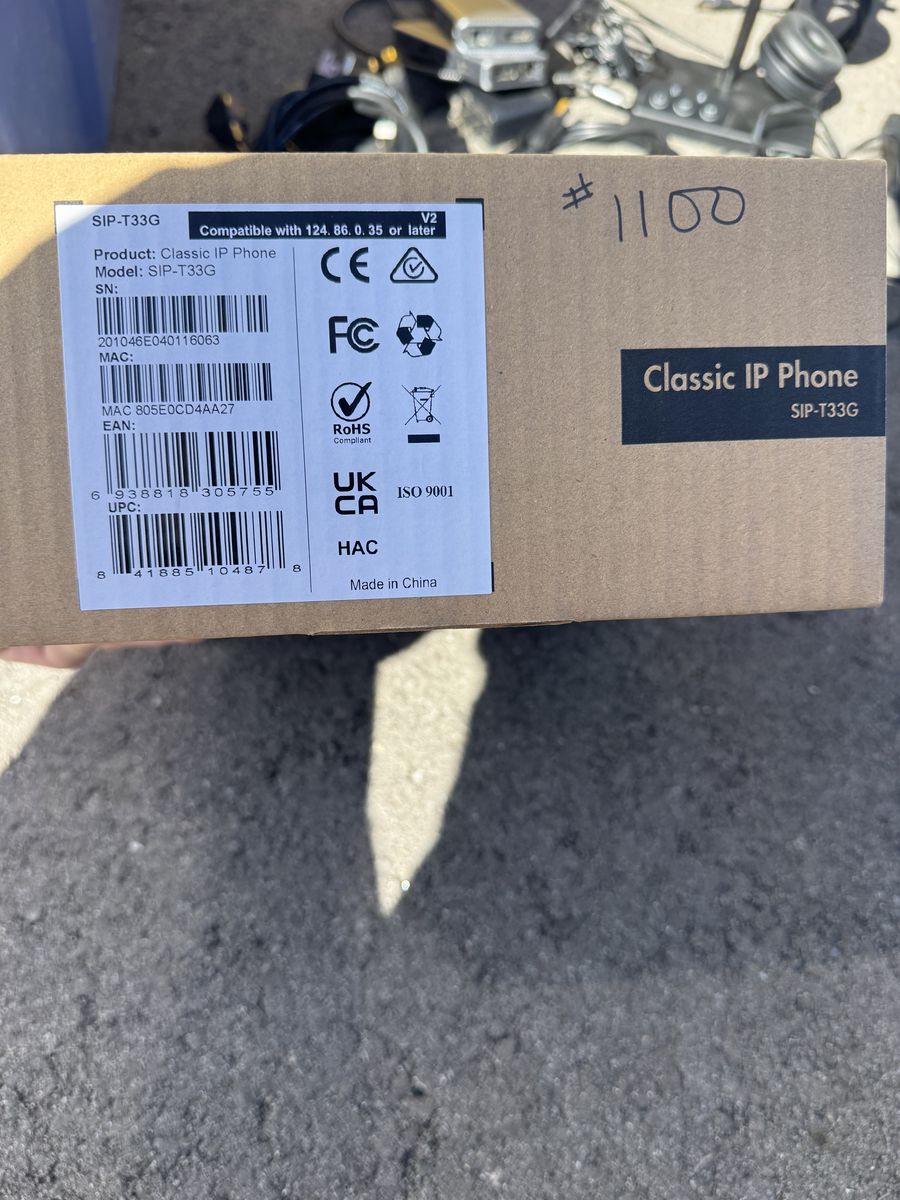 #1100
SIP-T33G
V2
Compatible with 124. 86. 0. 35 or later
Product: Classic IP Phone
Model: SIP-T33G
SN:
201046E040116063
MAC:
MAC 805E0CD4AA27
EAN:
6 938818 305755
UPC:
8 41885 10487 8
CE
FC
RoHS
Compliant
UK
CA
ISO 9001
HAC
Made in China
Classic IP Phone
SIP-T33G